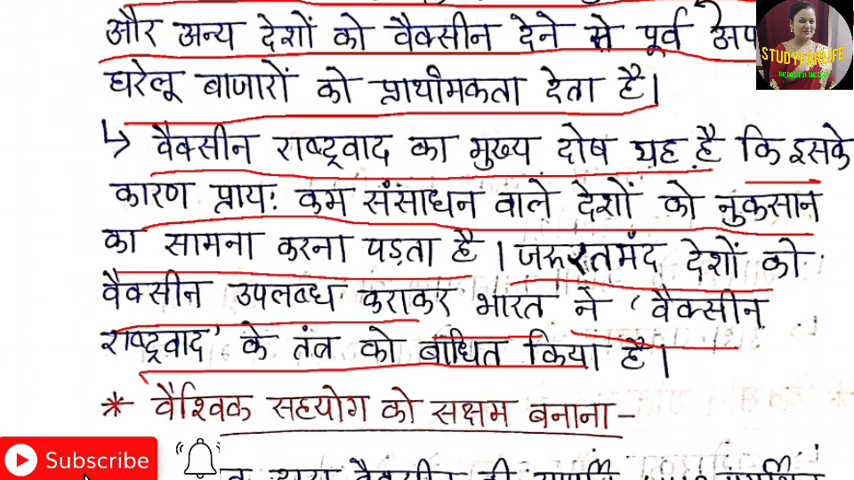 और अन्य देशों को वैक्सीन देने से पूर्व अप
घरेलू बाजारों को प्राथमिकता देता है।
↳ वैक्सीन राष्ट्रवाद का मुख्य दोष यह है कि इसके
कारण प्राय: कम संसाधन वाले देशों को नुकसान
का सामना करना पड़ता है। जरूरतमंद देशों को
वैक्सीन उपलब्ध कराकर भारत ने 'वैक्सीन
राष्ट्रवाद' के तंत्र को बाधित किया है।
* वैश्विक सहयोग को सक्षम बनाना-
STUDYFORLIFE
Subscribe